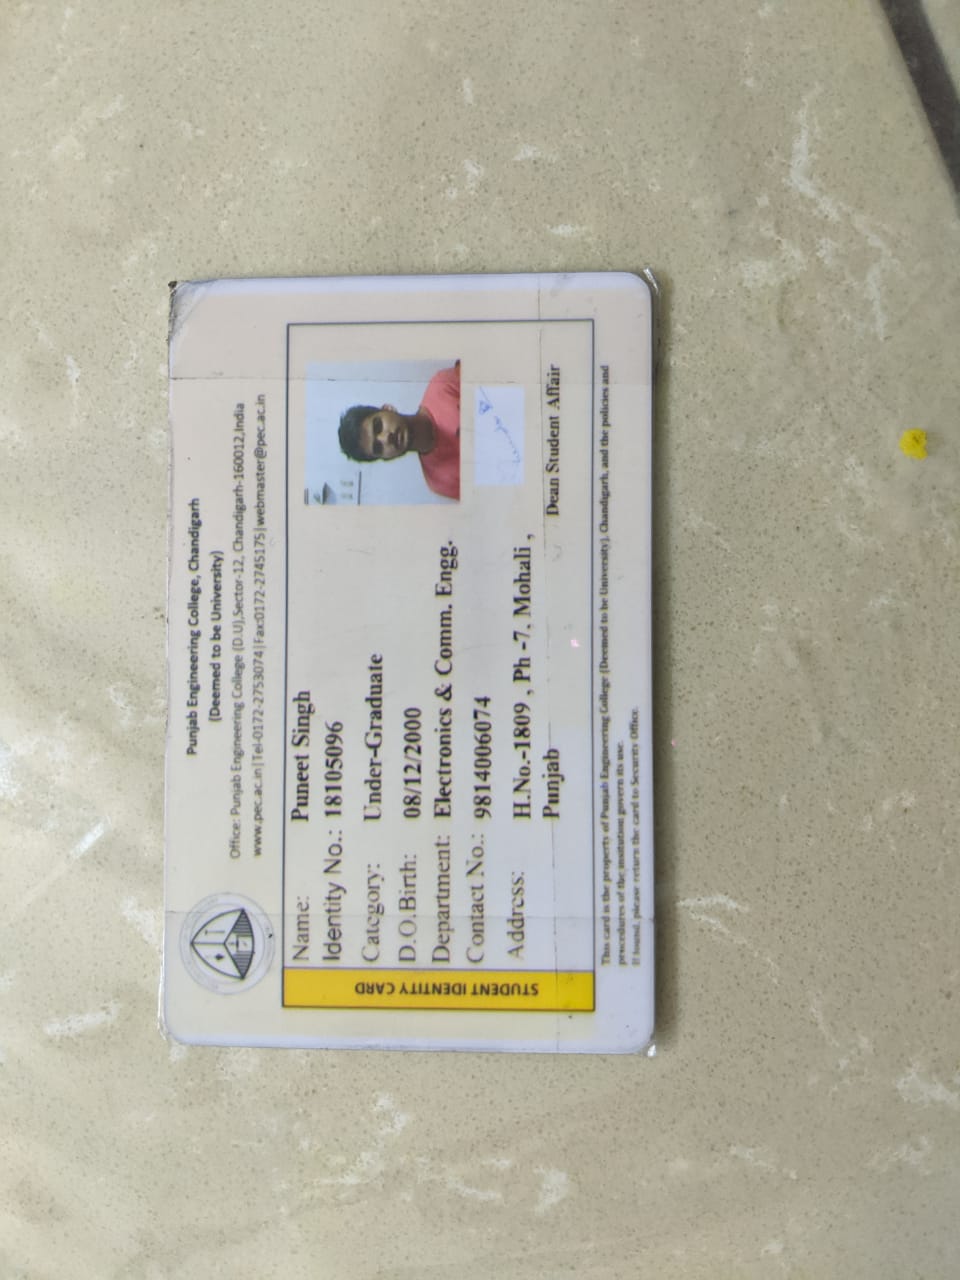 Punjab Engineering College, Chandigarh
(Deemed to be University)
Office: Punjab Engineering College (D.U),Sector-12, Chandigarh-160012,India
www.pec.ac.in|Tel-0172-2753074|Fax:0172-2745175|webmaster@pec.ac.in
STUDENT IDENTITY CARD
Name: Puneet Singh
Identity No.: 18105096
Category: Under-Graduate
D.O.Birth: 08/12/2000
Department: Electronics & Comm. Engg.
Contact No.: 9814006074
Address: H.No.-1809 , Ph -7. Mohali ,
Punjab
Dean Student Affair
This card is the property of Punjab Engineering College (Deemed to be University), Chandigarh, and the policies and
procedures of the institution govern its use.
If found, please return the card to Security Office.